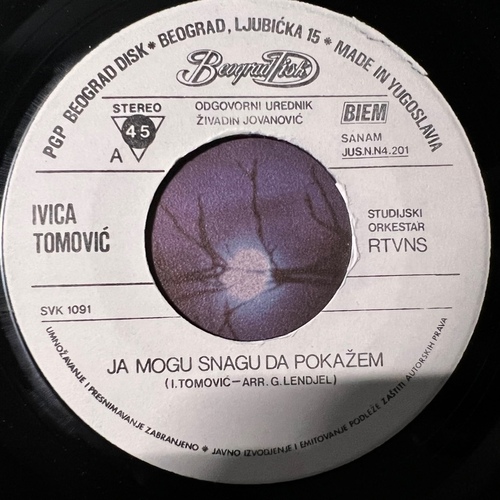 PGP BEOGRAD DISK * BEOGRAD, LJUBIĆKA 15 * MADE IN YUGOSLAVIA
Beograd Disk
STEREO
45
A
ODGOVORNI UREDNIK
ŽIVADIN JOVANOVIĆ
BIEM
SANAM
JUS.N.N4.201
IVICA
TOMOVIĆ
STUDIJSKI
ORKESTAR
RTVNS
SVK 1091
JA MOGU SNAGU DA POKAŽEM
(I.TOMOVIĆ—ARR. G. LENDJEL)
UMNOŽAVANJE I PRESNIMAVANJE ZABRANJENO * JAVNO IZVODJENJE I EMITOVANJE PODLEŽE ZAŠTITI AUTORSKIH PRAVA